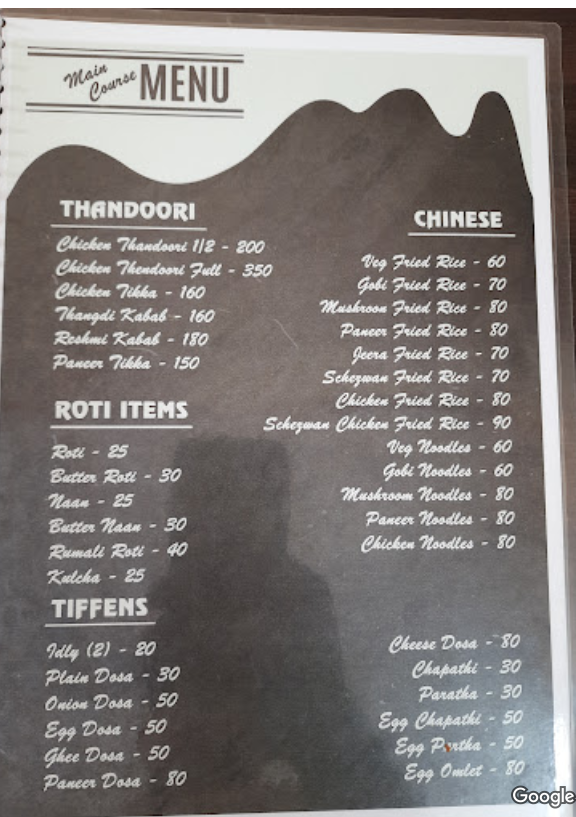 Main Course MENU
THANDOORI
Chicken Thandoori 1/2 - 200
Chicken Thendoori Full - 350
Chicken Tikka - 160
Thangdi Kabab - 160
Reshmi Kabab - 180
Paneer Tikka - 150
ROTI ITEMS
Roti - 25
Butter Roti - 30
Naan - 25
Butter Naan - 30
Rumali Roti - 40
Kulcha - 25
CHINESE
Veg Fried Rice - 60
Gobi Fried Rice - 70
Mushroon Fried Rice - 80
Paneer Fried Rice - 80
Jeera Fried Rice - 70
Schezwan Fried Rice - 70
Chicken Fried Rice - 80
Schezwan Chicken Fried Rice - 90
Veg Noodles - 60
Gobi Noodles - 60
Mushroom Noodles - 80
Paneer Noodles - 80
Chicken Noodles - 80
TIFFENS
Idly (2) - 20
Plain Dosa - 30
Onion Dosa - 50
Egg Dosa - 50
Ghee Dosa - 50
Paneer Dosa - 80
Cheese Dosa - 80
Chapathi - 30
Paratha - 30
Egg Chapathi - 50
Egg Partha - 50
Egg Omlet - 80
Google